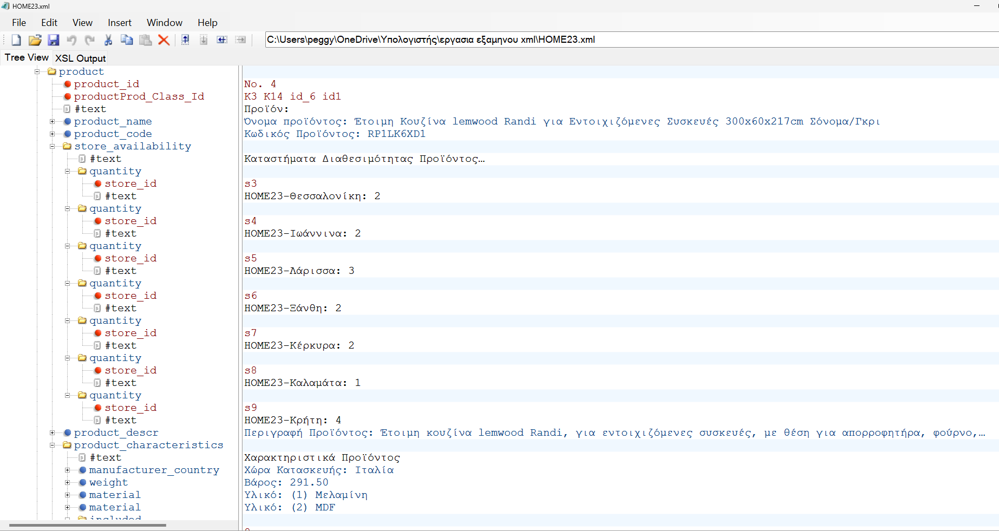 HOME23.xml
File Edit View Insert Window Help
C:\Users\peggy\OneDrive\Υπολογιστής\εργασια εξαμηνου xml\HOME23.xml
Tree View XSL Output
product
product_id No. 4
productProd_Class_Id K3 K14 id_6 id1
#text Προϊόν:
product_name Όνομα προϊόντος: Έτοιμη Κουζίνα lemwood Randi για Εντοιχιζόμενες Συσκευές 300x60x217cm Σόνομα/Γκρι
product_code Κωδικός Προϊόντος: RP1LK6XD1
store_availability
#text Καταστήματα Διαθεσιμότητας Προϊόντος…
quantity
store_id s3
#text HOME23-Θεσσαλονίκη: 2
quantity
store_id s4
#text HOME23-Ιωάννινα: 2
quantity
store_id s5
#text HOME23-Λάρισσα: 3
quantity
store_id s6
#text HOME23-Ξάνθη: 2
quantity
store_id s7
#text HOME23-Κέρκυρα: 2
quantity
store_id s8
#text HOME23-Καλαμάτα: 1
quantity
store_id s9
#text HOME23-Κρήτη: 4
product_descr Περιγραφή Προϊόντος: Έτοιμη κουζίνα lemwood Randi, για εντοιχιζόμενες συσκευές, με θέση για απορροφητήρα, φούρνο,…
product_characteristics
#text Χαρακτηριστικά Προϊόντος
manufacturer_country Χώρα Κατασκευής: Ιταλία
weight Βάρος: 291.50
material Υλικό: (1) Μελαμίνη
material Υλικό: (2) MDF
included